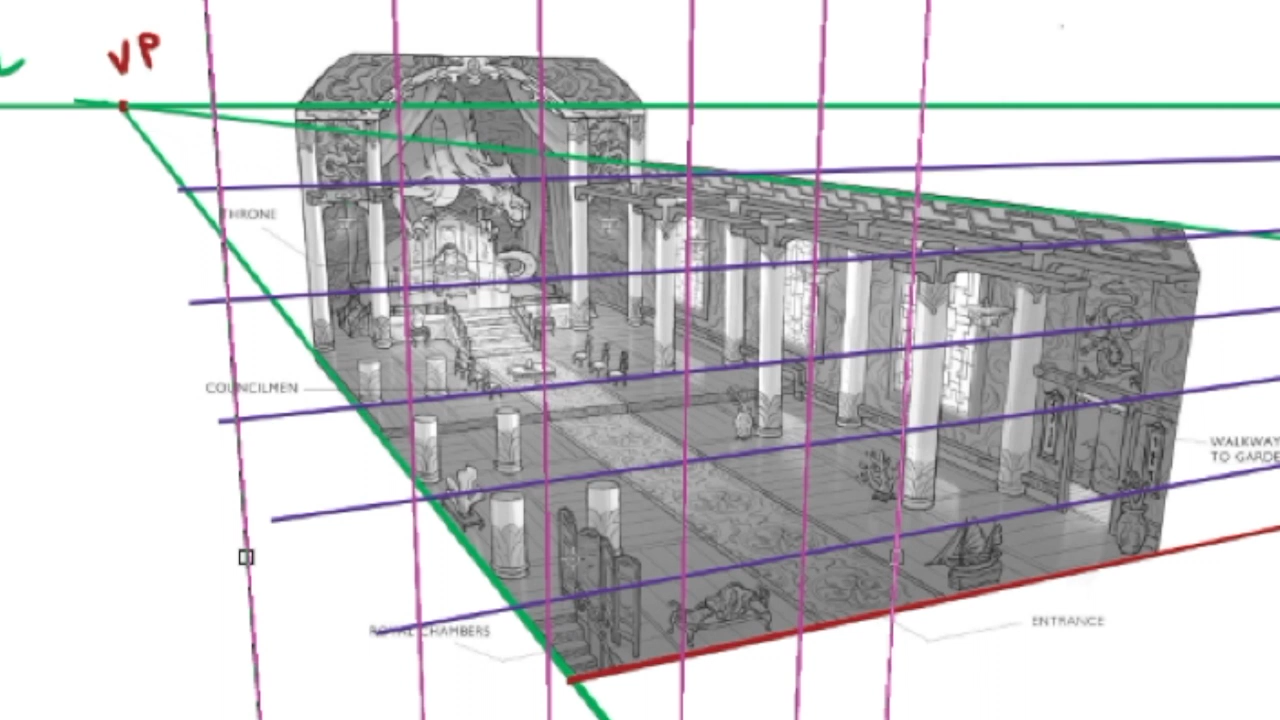 VP
THRONE
COUNCILMEN
WALKWAY
TO GARDE
ROYAL CHAMBERS
ENTRANCE